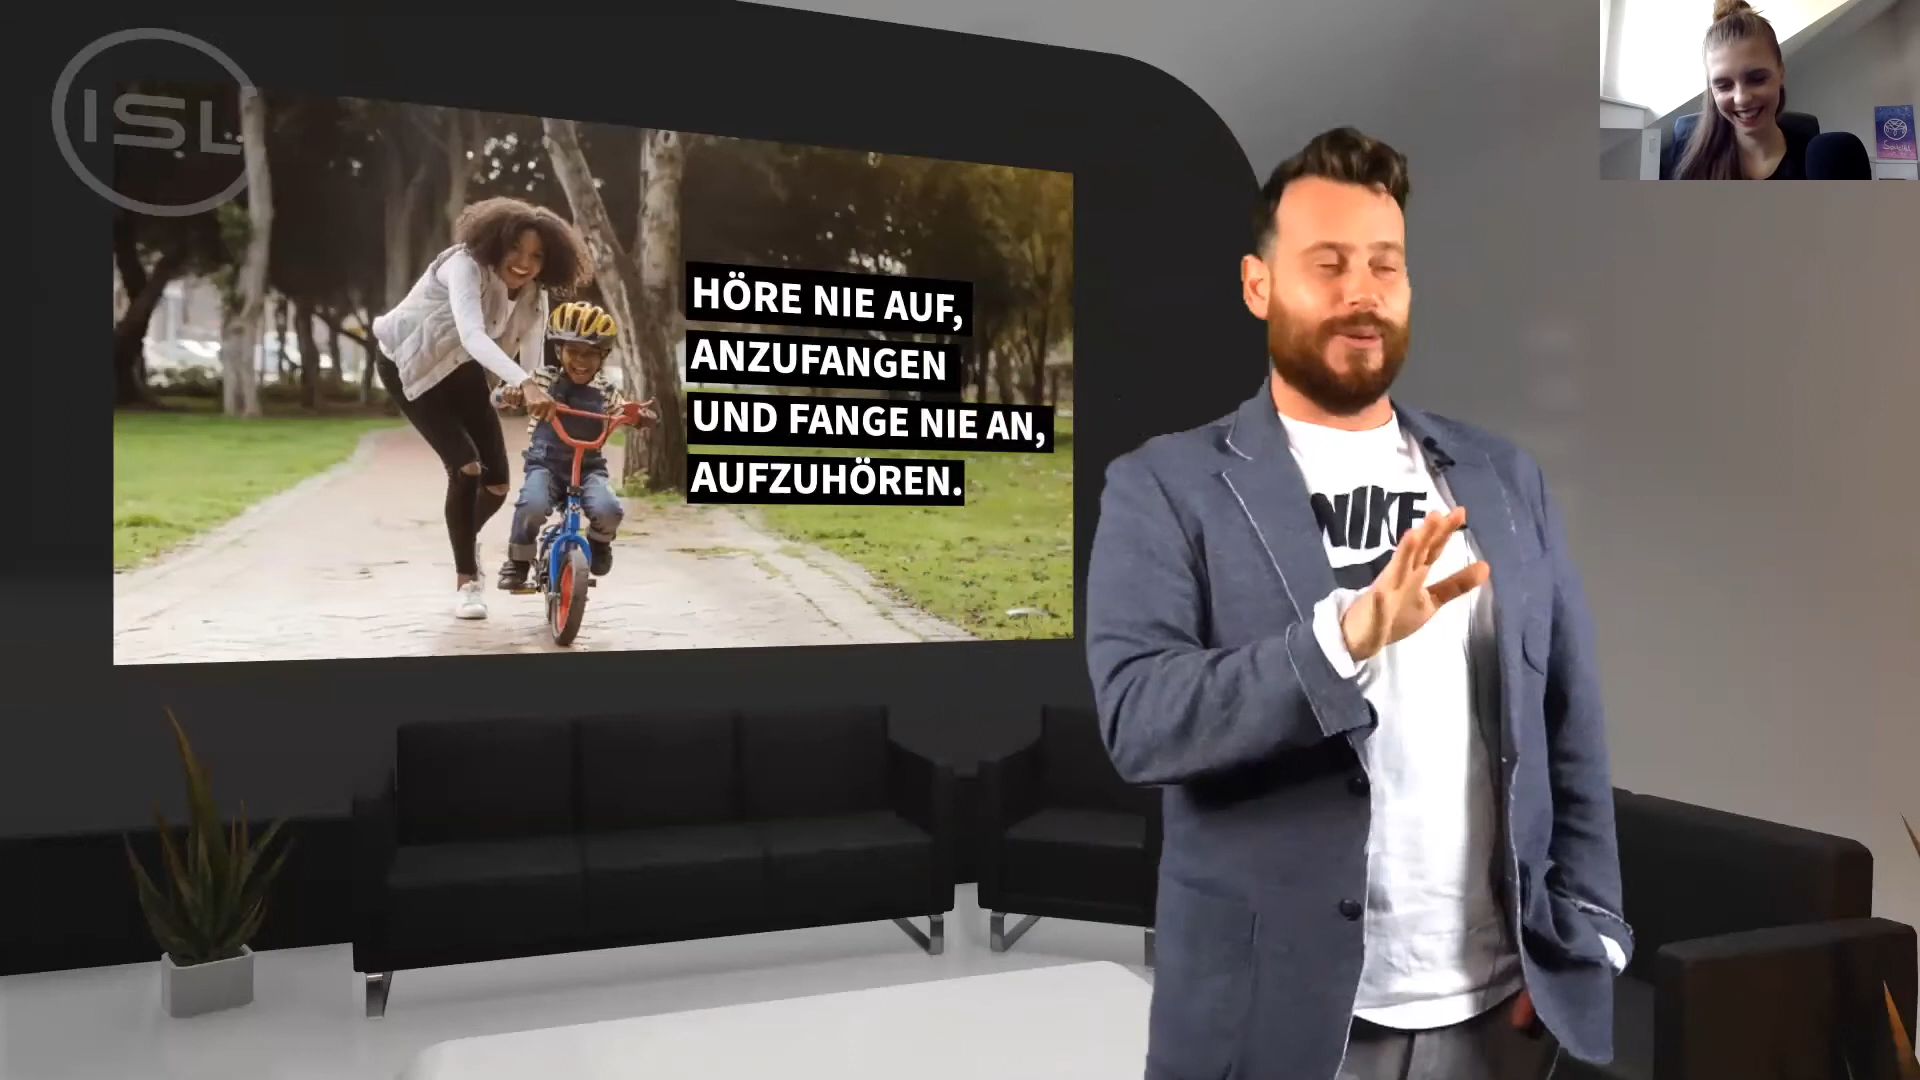 ISL
HÖRE NIE AUF,
ANZUFANGEN
UND FANGE NIE AN,
AUFZUHÖREN.
NIKE